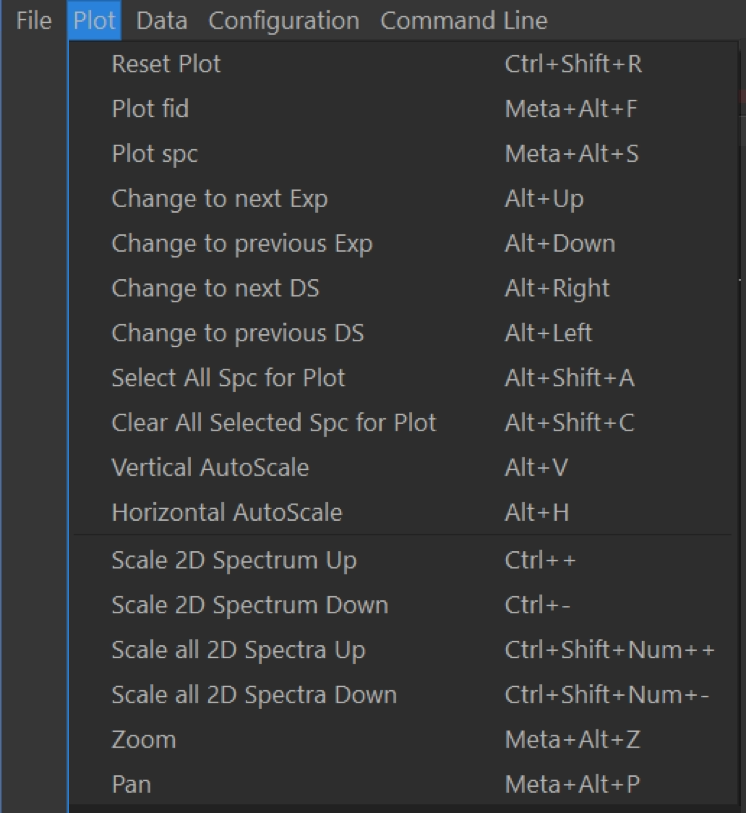 File Plot Data Configuration Command Line
Reset Plot Ctrl+Shift+R
Plot fid Meta+Alt+F
Plot spc Meta+Alt+S
Change to next Exp Alt+Up
Change to previous Exp Alt+Down
Change to next DS Alt+Right
Change to previous DS Alt+Left
Select All Spc for Plot Alt+Shift+A
Clear All Selected Spc for Plot Alt+Shift+C
Vertical AutoScale Alt+V
Horizontal AutoScale Alt+H
Scale 2D Spectrum Up Ctrl++
Scale 2D Spectrum Down Ctrl+-
Scale all 2D Spectra Up Ctrl+Shift+Num++
Scale all 2D Spectra Down Ctrl+Shift+Num+-
Zoom Meta+Alt+Z
Pan Meta+Alt+P